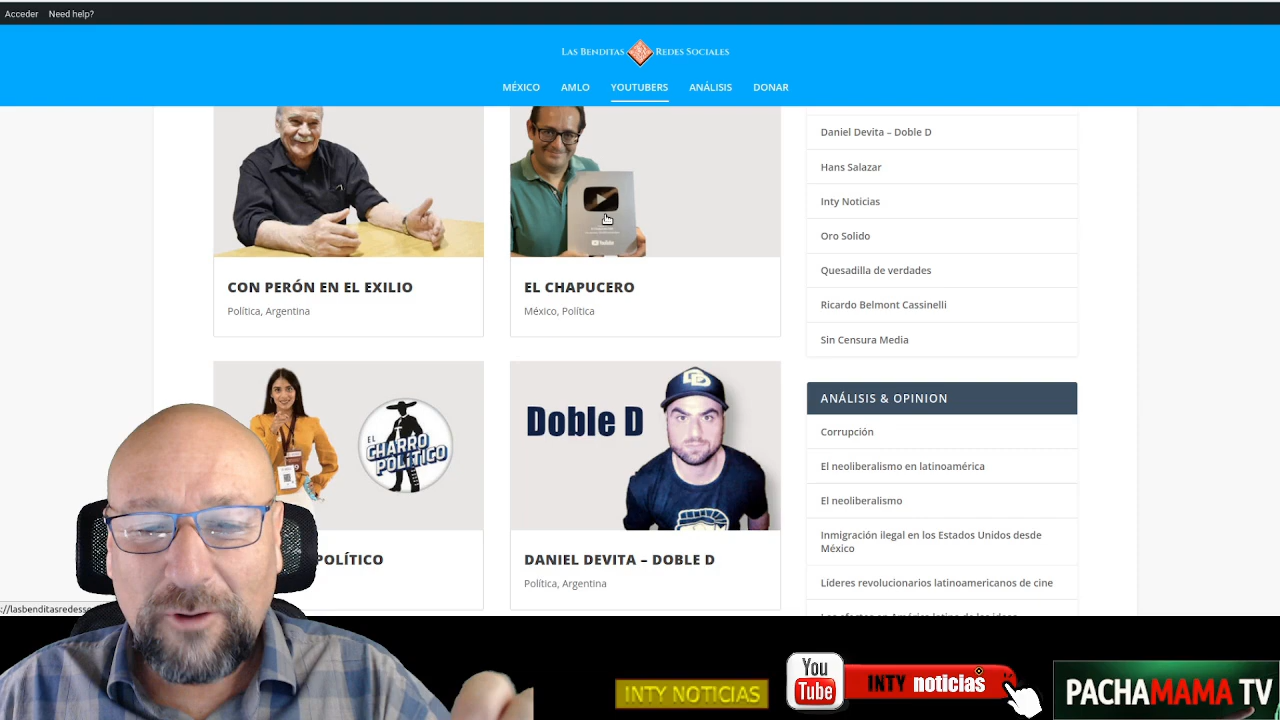 Acceder Need help?
LAS BENDITAS REDES SOCIALES
MÉXICO AMLO YOUTUBERS ANÁLISIS DONAR
CON PERÓN EN EL EXILIO
Política, Argentina
YouTube
EL CHAPUCERO
México, Política
EL
CHARRO
POLÍTICO
POLÍTICO
Doble D
DANIEL DEVITA – DOBLE D
Política, Argentina
Daniel Devita – Doble D
Hans Salazar
Inty Noticias
Oro Solido
Quesadilla de verdades
Ricardo Belmont Cassinelli
Sin Censura Media
ANÁLISIS & OPINION
Corrupción
El neoliberalismo en latinoamérica
El neoliberalismo
Inmigración ilegal en los Estados Unidos desde
México
Líderes revolucionarios latinoamericanos de cine
://lasbenditasredesso
INTY NOTICIAS
You
Tube
INTY noticias
PACHAMAMA TV